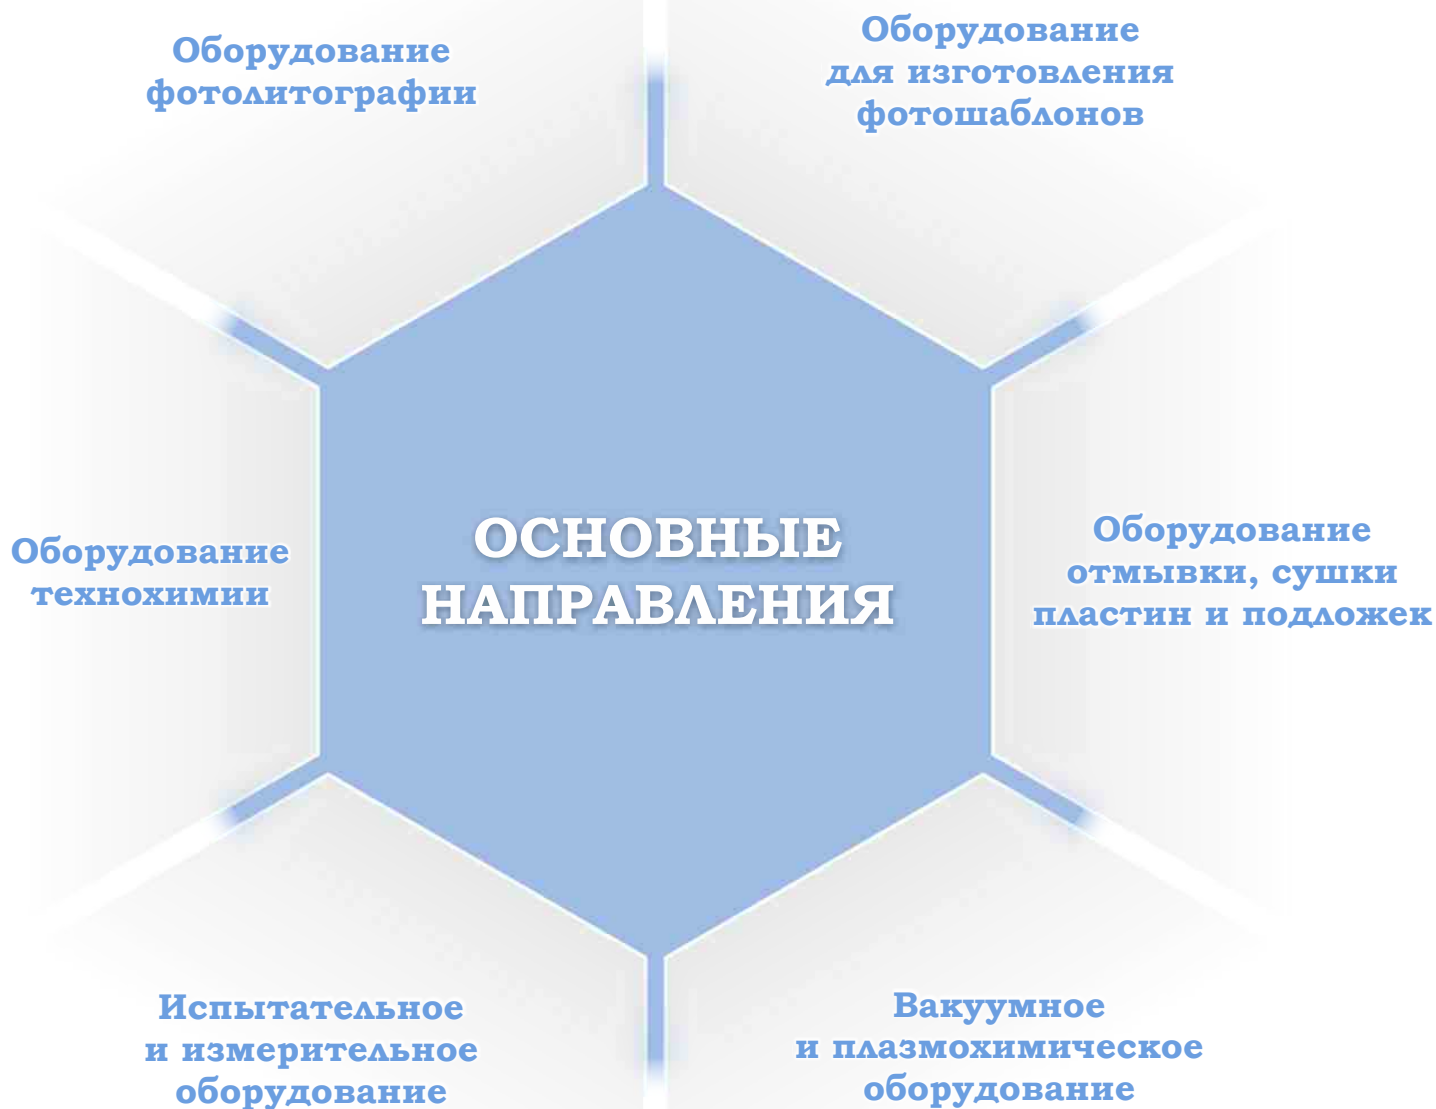 Оборудование
фотолитографии
Оборудование
для изготовления
фотошаблонов
Оборудование
технохимии
ОСНОВНЫЕ
НАПРАВЛЕНИЯ
Оборудование
отмывки, сушки
пластин и подложек
Испытательное
и измерительное
оборудование
Вакуумное
и плазмохимическое
оборудование